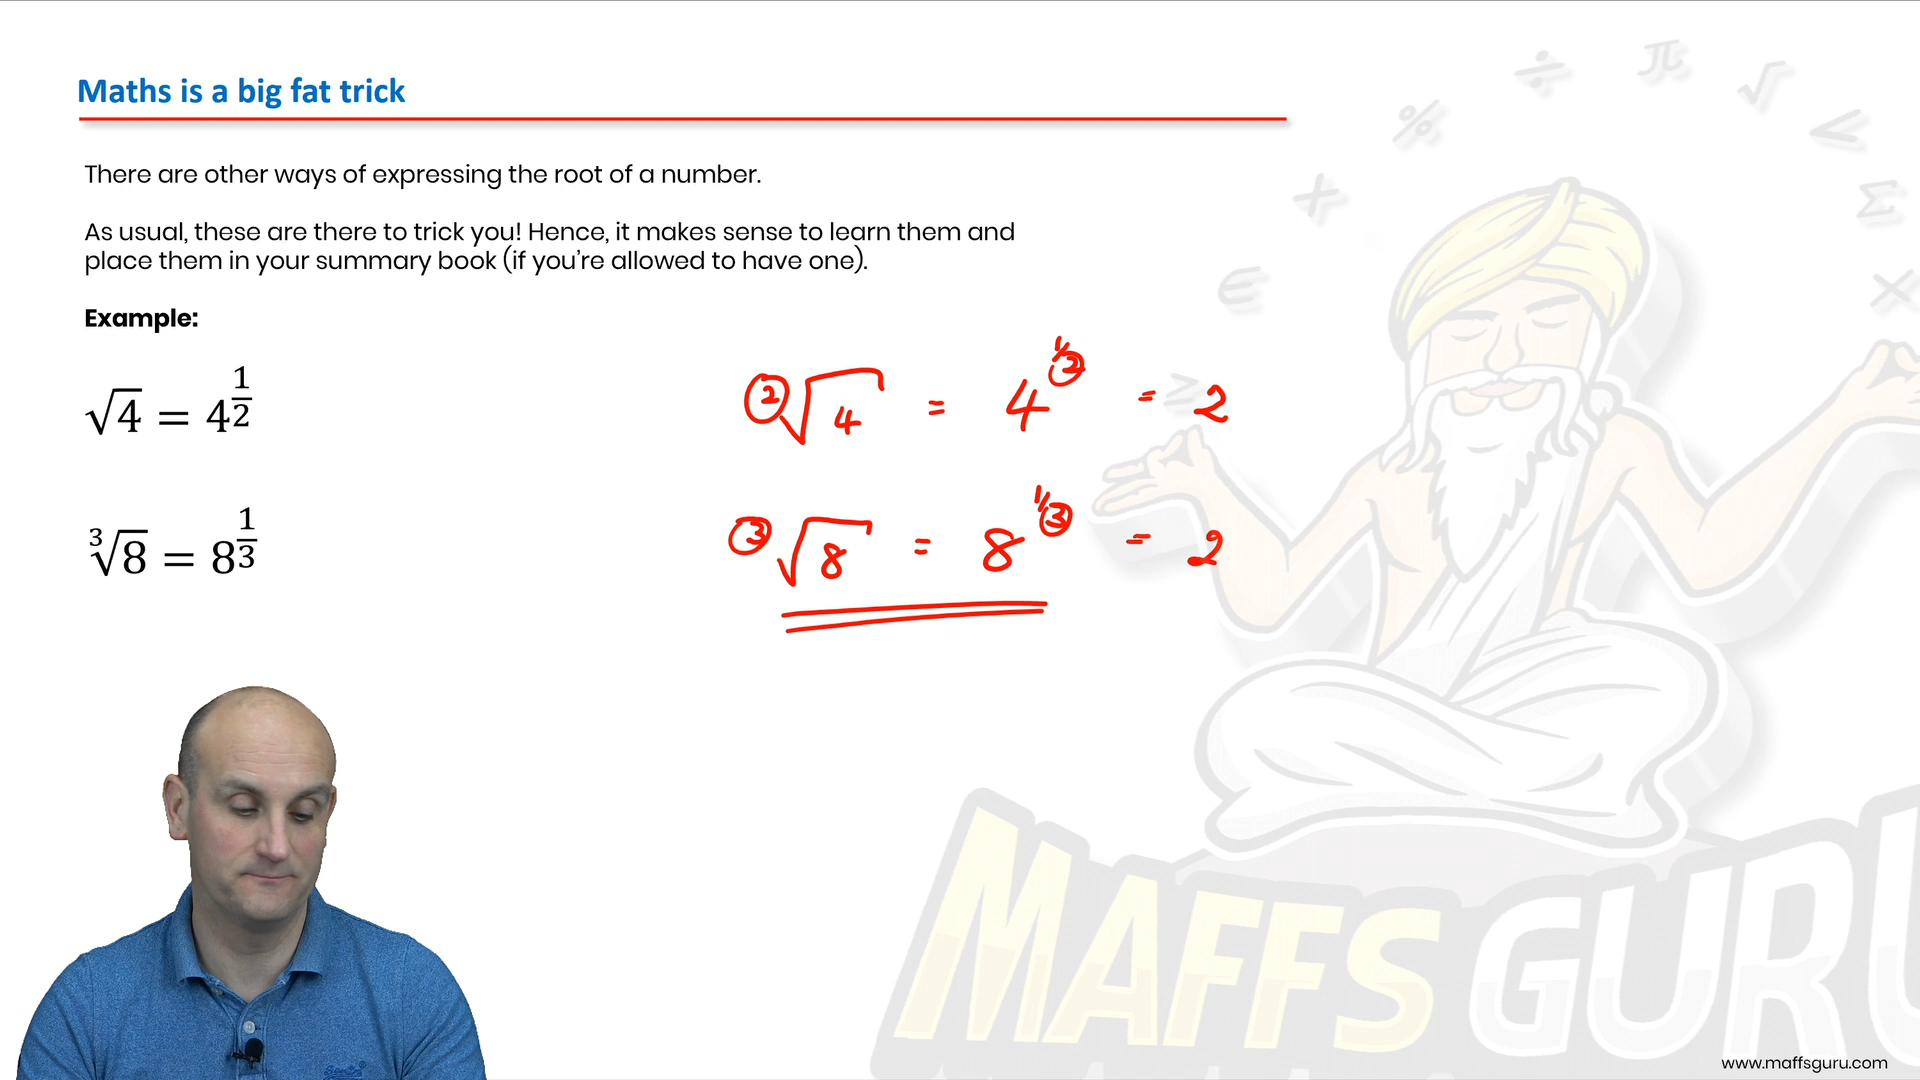 Maths is a big fat trick
There are other ways of expressing the root of a number.
As usual, these are there to trick you! Hence, it makes sense to learn them and
place them in your summary book (if you’re allowed to have one).
Example:
√4 = 4^(1/2)
²√4 = 4^(1/2) = 2
³√8 = 8^(1/3)
³√8 = 8^(1/3) = 2
÷ π √ < % + Σ € × ≥
MAFFS GURU
www.maffsguru.com